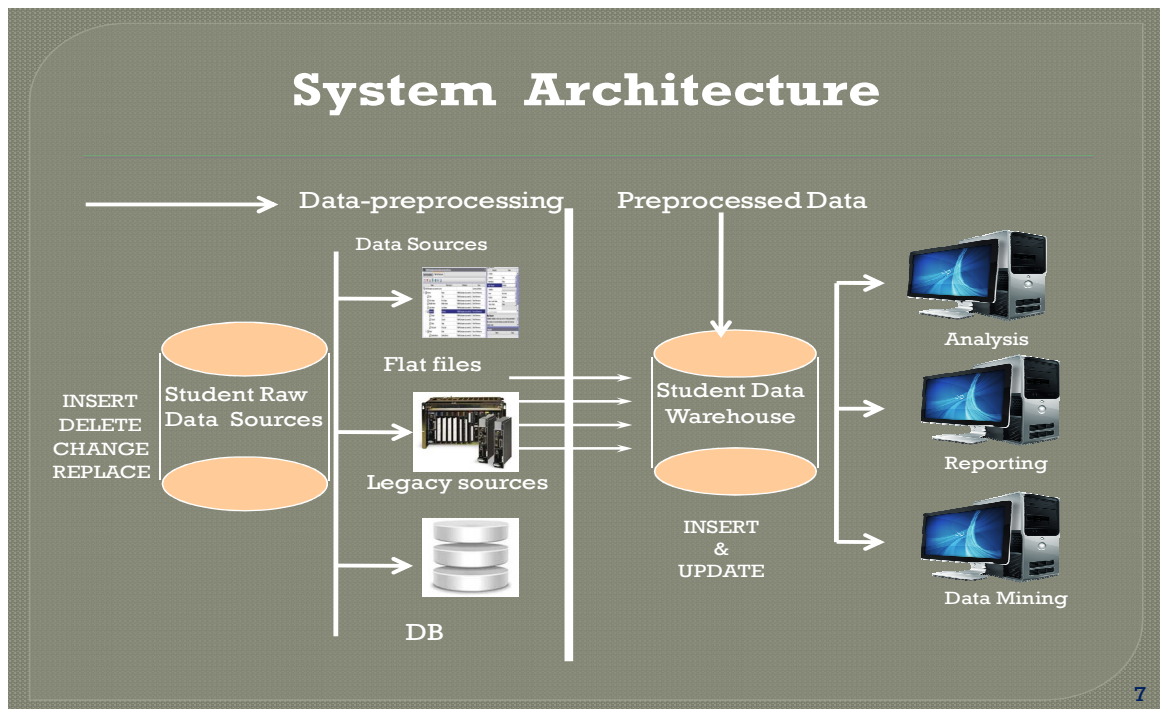 System Architecture
Data-preprocessing
Preprocessed Data
Data Sources
Flat files
Student Raw
Data Sources
INSERT
DELETE
CHANGE
REPLACE
Legacy sources
DB
Student Data
Warehouse
INSERT
&
UPDATE
Analysis
Reporting
Data Mining
7